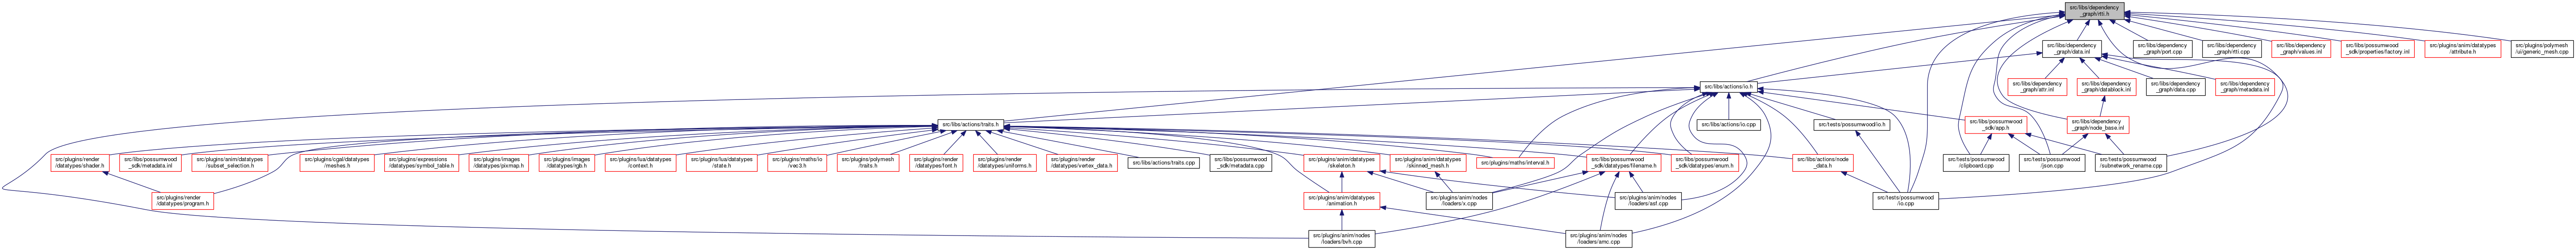 src/libs/dependency
_graph/rtti.h
src/libs/dependency
_graph/data.inl
src/libs/dependency
_graph/port.cpp
src/libs/dependency
_graph/rtti.cpp
src/libs/dependency
_graph/values.inl
src/libs/possumwood
_sdk/properties/factory.inl
src/plugins/anim/datatypes
/attribute.h
src/plugins/polymesh
/ui/generic_mesh.cpp
src/libs/actions/io.h
src/libs/dependency
_graph/attr.inl
src/libs/dependency
_graph/datablock.inl
src/libs/dependency
_graph/data.cpp
src/libs/dependency
_graph/metadata.inl
src/libs/actions/traits.h
src/libs/actions/io.cpp
src/tests/possumwood/io.h
src/libs/possumwood
_sdk/app.h
src/libs/dependency
_graph/node_base.inl
src/plugins/render
/datatypes/shader.h
src/libs/possumwood
_sdk/metadata.inl
src/plugins/anim/datatypes
/subset_selection.h
src/plugins/cgal/datatypes
/meshes.h
src/plugins/expressions
/datatypes/symbol_table.h
src/plugins/images
/datatypes/pixmap.h
src/plugins/images
/datatypes/rgb.h
src/plugins/lua/datatypes
/context.h
src/plugins/lua/datatypes
/state.h
src/plugins/maths/io
/vec3.h
src/plugins/polymesh
/traits.h
src/plugins/render
/datatypes/font.h
src/plugins/render
/datatypes/uniforms.h
src/plugins/render
/datatypes/vertex_data.h
src/libs/actions/traits.cpp
src/libs/possumwood
_sdk/metadata.cpp
src/plugins/anim/datatypes
/skeleton.h
src/plugins/anim/datatypes
/skinned_mesh.h
src/plugins/maths/interval.h
src/libs/possumwood
_sdk/datatypes/filename.h
src/libs/possumwood
_sdk/datatypes/enum.h
src/libs/actions/node
_data.h
src/tests/possumwood
/clipboard.cpp
src/tests/possumwood
/json.cpp
src/tests/possumwood
/subnetwork_rename.cpp
src/plugins/render
/datatypes/program.h
src/plugins/anim/datatypes
/animation.h
src/plugins/anim/nodes
/loaders/x.cpp
src/plugins/anim/nodes
/loaders/asf.cpp
src/tests/possumwood
/io.cpp
src/plugins/anim/nodes
/loaders/bvh.cpp
src/plugins/anim/nodes
/loaders/amc.cpp